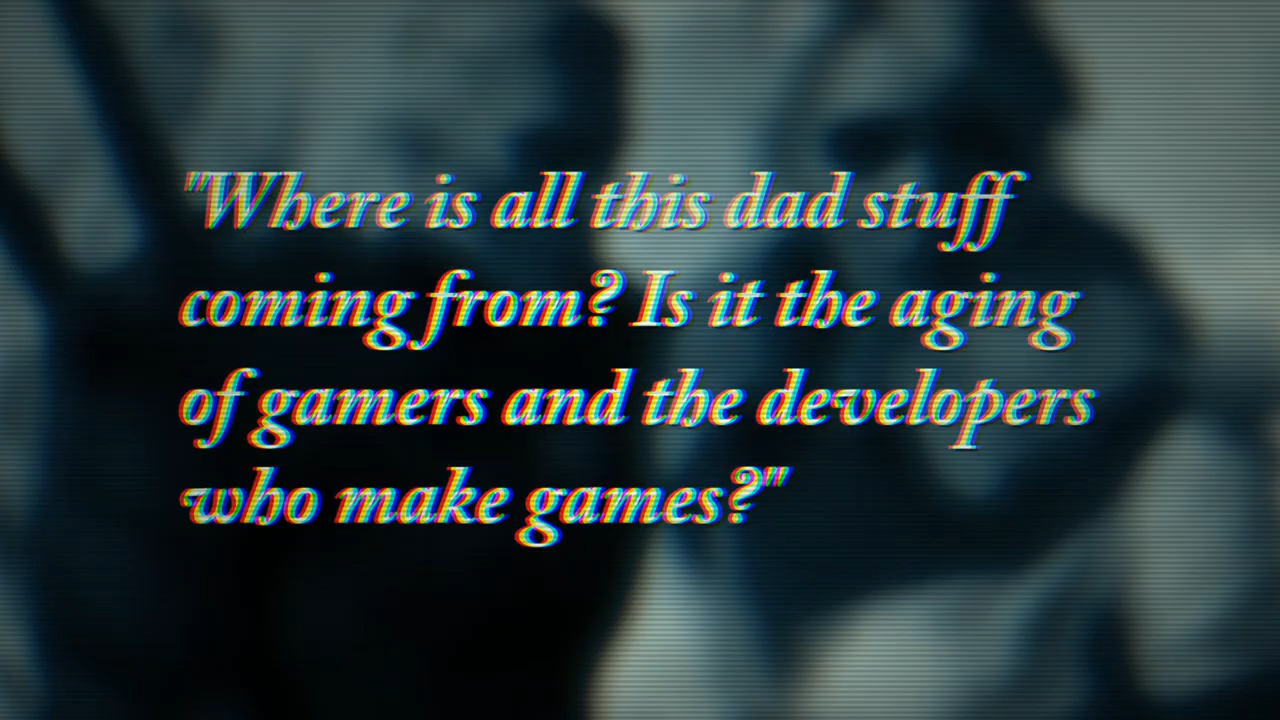 "Where is all this dad stuff
coming from? Is it the aging
of gamers and the developers
who make games?"